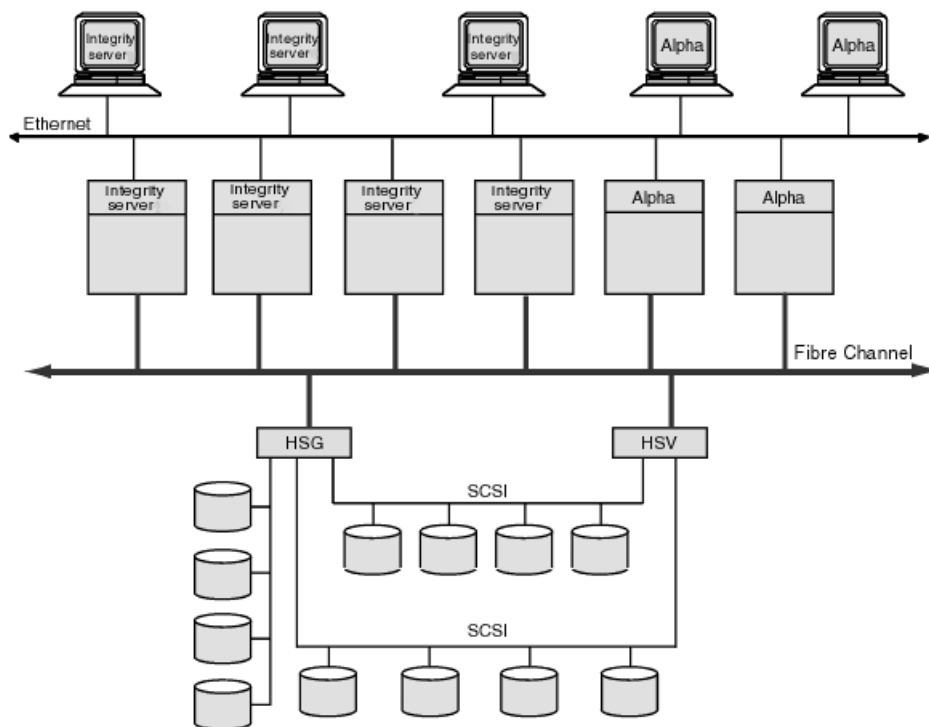 Integrity
server
Integrity
server
Integrity
server
Alpha
Alpha
Ethernet
Integrity
server
Integrity
server
Integrity
server
Integrity
server
Alpha
Alpha
Fibre Channel
HSG
HSV
SCSI
SCSI